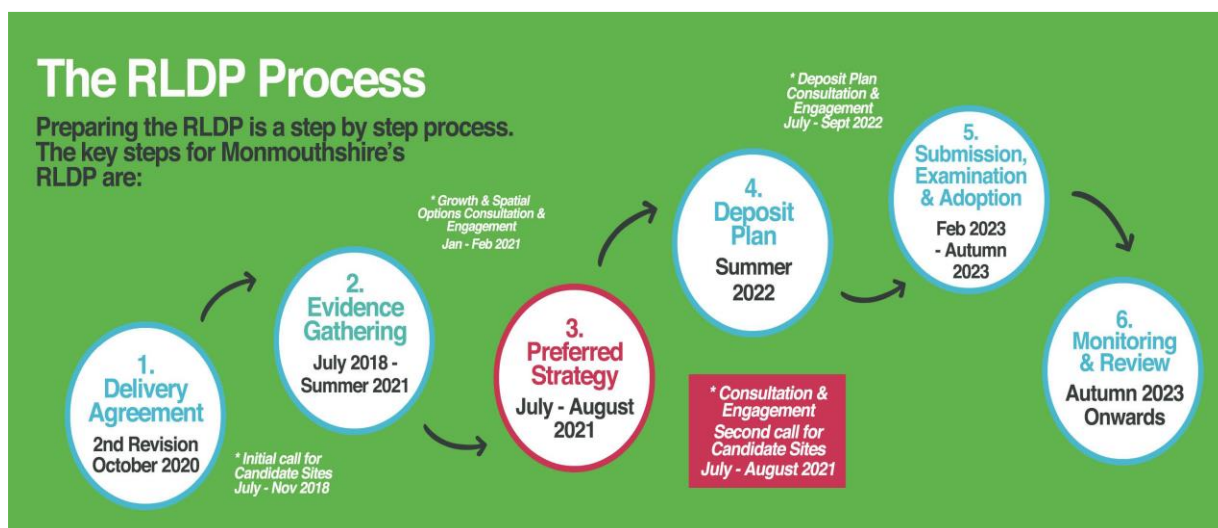 The RLDP Process
Preparing the RLDP is a step by step process.
The key steps for Monmouthshire's
RLDP are:
1.
Delivery
Agreement
2nd Revision
October 2020
* Initial call for
Candidate Sites
July - Nov 2018
2.
Evidence
Gathering
July 2018 -
Summer 2021
* Growth & Spatial
Options Consultation &
Engagement
Jan - Feb 2021
3.
Preferred
Strategy
July - August
2021
* Consultation &
Engagement
Second call for
Candidate Sites
July - August 2021
4.
Deposit
Plan
Summer
2022
* Deposit Plan
Consultation &
Engagement
July - Sept 2022
5.
Submission,
Examination
& Adoption
Feb 2023
- Autumn
2023
6.
Monitoring
& Review
Autumn 2023
Onwards